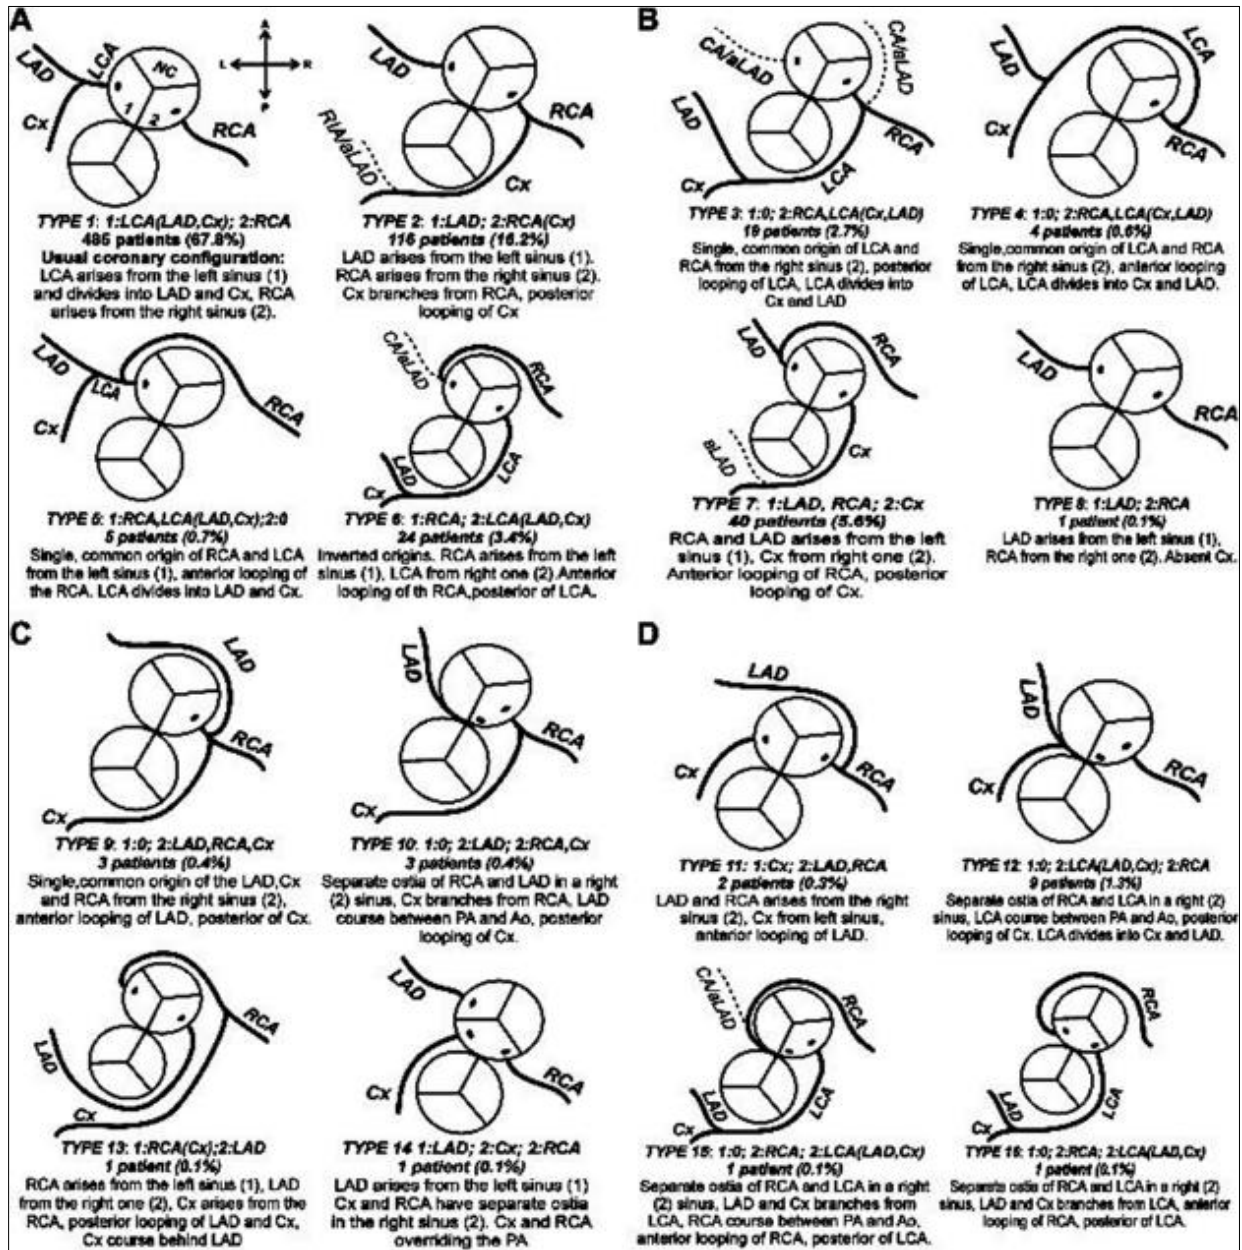 A
LAD
LCA
Cx
NC
1
2
RCA
A
L
R
P
TYPE 1: 1:LCA(LAD,Cx); 2:RCA
485 patients (67.8%)
Usual coronary configuration:
LCA arises from the left sinus (1)
and divides into LAD and Cx, RCA
arises from the right sinus (2).
LAD
RCA
RIA/aLAD
Cx
TYPE 2: 1:LAD; 2:RCA(Cx)
116 patients (16.2%)
LAD arises from the left sinus (1).
RCA arises from the right sinus (2).
Cx branches from RCA, posterior
looping of Cx
LAD
LCA
Cx
RCA
TYPE 5: 1:RCA,LCA(LAD,Cx);2:0
5 patients (0.7%)
Single, common origin of RCA and LCA
from the left sinus (1), anterior looping of
the RCA. LCA divides into LAD and Cx.
CA/aLAD
RCA
LAD
Cx
LCA
TYPE 6: 1:RCA; 2:LCA(LAD,Cx)
24 patients (3.4%)
Inverted origins. RCA arises from the left
sinus (1), LCA from right one (2).Anterior
looping of th RCA,posterior of LCA.
B
CA/aLAD
CA/aLAD
LAD
RCA
Cx
LCA
TYPE 3: 1:0; 2:RCA,LCA(Cx,LAD)
19 patients (2.7%)
Single, common origin of LCA and
RCA from the right sinus (2), posterior
looping of LCA, LCA divides into
Cx and LAD
LAD
LCA
Cx
RCA
TYPE 4: 1:0; 2:RCA,LCA(Cx,LAD)
4 patients (0.6%)
Single,common origin of LCA and RCA
from the right sinus (2), anterior looping
of LCA, LCA divides into Cx and LAD.
LAD
RCA
aLAD
Cx
TYPE 7: 1:LAD, RCA; 2:Cx
40 patients (5.6%)
RCA and LAD arises from the left
sinus (1), Cx from right one (2).
Anterior looping of RCA, posterior
looping of Cx.
LAD
RCA
TYPE 8: 1:LAD; 2:RCA
1 patient (0.1%)
LAD arises from the left sinus (1),
RCA from the right one (2). Absent Cx.
C
LAD
RCA
Cx
TYPE 9: 1:0; 2:LAD,RCA,Cx
3 patients (0.4%)
Single,common origin of the LAD,Cx
and RCA from the right sinus (2),
anterior looping of LAD, posterior of Cx.
LAD
RCA
Cx
TYPE 10: 1:0; 2:LAD; 2:RCA,Cx
3 patients (0.4%)
Separate ostia of RCA and LAD in a right
(2) sinus, Cx branches from RCA, LAD
course between PA and Ao, posterior
looping of Cx.
LAD
RCA
Cx
TYPE 13: 1:RCA(Cx);2:LAD
1 patient (0.1%)
RCA arises from the left sinus (1), LAD
from the right one (2), Cx arises from the
RCA, posterior looping of LAD and Cx,
Cx course behind LAD
LAD
Cx
RCA
TYPE 14 1:LAD; 2:Cx; 2:RCA
1 patient (0.1%)
LAD arises from the left sinus (1)
Cx and RCA have separate ostia
in the right sinus (2). Cx and RCA
overriding the PA
D
LAD
Cx
RCA
TYPE 11: 1:Cx; 2:LAD,RCA
2 patients (0.3%)
LAD and RCA arises from the right
sinus (2), Cx from left sinus,
anterior looping of LAD.
LAD
Cx
RCA
TYPE 12 1:0; 2:LCA(LAD,Cx); 2:RCA
9 patients (1.3%)
Separate ostia of RCA and LCA in a right (2)
sinus, LCA course between PA and Ao, posterior
looping of Cx. LCA divides into Cx and LAD.
CA/aLAD
RCA
LAD
Cx
LCA
TYPE 15: 1:0; 2:RCA; 2:LCA(LAD,Cx)
1 patient (0.1%)
Separate ostia of RCA and LCA in a right
(2) sinus, LAD and Cx branches from
LCA, RCA course between PA and Ao,
anterior looping of RCA, posterior of LCA.
RCA
LAD
Cx
LCA
TYPE 16: 1:0; 2:RCA; 2:LCA(LAD,Cx)
1 patient (0.1%)
Separate ostia of RCA and LCA in a right (2)
sinus, LAD and Cx branches from LCA, anterior
looping of RCA, posterior of LCA.